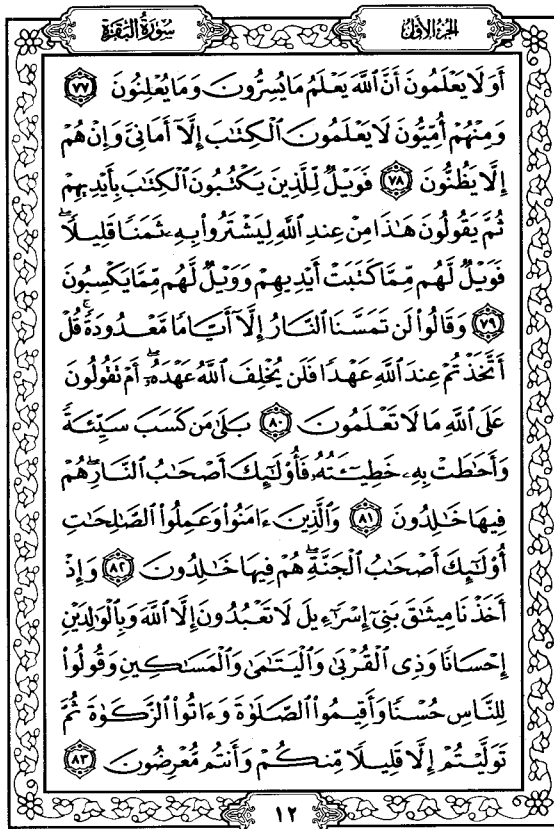 الجزء الأول
سورة البقرة
أَوَلَا يَعْلَمُونَ أَنَّ ٱللَّهَ يَعْلَمُ مَا يُسِرُّونَ وَمَا يُعْلِنُونَ ٧٧
وَمِنْهُمْ أُمِّيُّونَ لَا يَعْلَمُونَ ٱلْكِتَٰبَ إِلَّآ أَمَانِىَّ وَإِنْ هُمْ
إِلَّا يَظُنُّونَ ٧٨ فَوَيْلٌ لِّلَّذِينَ يَكْتُبُونَ ٱلْكِتَٰبَ بِأَيْدِيهِمْ
ثُمَّ يَقُولُونَ هَٰذَا مِنْ عِندِ ٱللَّهِ لِيَشْتَرُوا۟ بِهِۦ ثَمَنًا قَلِيلًا ۖ
فَوَيْلٌ لَّهُم مِّمَّا كَتَبَتْ أَيْدِيهِمْ وَوَيْلٌ لَّهُم مِّمَّا يَكْسِبُونَ
٧٩ وَقَالُوا۟ لَن تَمَسَّنَا ٱلنَّارُ إِلَّآ أَيَّامًا مَّعْدُودَةً ۚ قُلْ
أَتَّخَذْتُمْ عِندَ ٱللَّهِ عَهْدًا فَلَن يُخْلِفَ ٱللَّهُ عَهْدَهُۥٓ ۖ أَمْ تَقُولُونَ
عَلَى ٱللَّهِ مَا لَا تَعْلَمُونَ ٨٠ بَلَىٰ مَن كَسَبَ سَيِّئَةً
وَأَحَٰطَتْ بِهِۦ خَطِيٓـَٔتُهُۥ فَأُو۟لَٰٓئِكَ أَصْحَٰبُ ٱلنَّارِ ۖ هُمْ
فِيهَا خَٰلِدُونَ ٨١ وَٱلَّذِينَ ءَامَنُوا۟ وَعَمِلُوا۟ ٱلصَّٰلِحَٰتِ
أُو۟لَٰٓئِكَ أَصْحَٰبُ ٱلْجَنَّةِ ۖ هُمْ فِيهَا خَٰلِدُونَ ٨٢ وَإِذْ
أَخَذْنَا مِيثَٰقَ بَنِىٓ إِسْرَٰٓءِيلَ لَا تَعْبُدُونَ إِلَّا ٱللَّهَ وَبِٱلْوَٰلِدَيْنِ
إِحْسَانًا وَذِى ٱلْقُرْبَىٰ وَٱلْيَتَٰمَىٰ وَٱلْمَسَٰكِينِ وَقُولُوا۟
لِلنَّاسِ حُسْنًا وَأَقِيمُوا۟ ٱلصَّلَوٰةَ وَءَاتُوا۟ ٱلزَّكَوٰةَ ثُمَّ
تَوَلَّيْتُمْ إِلَّا قَلِيلًا مِّنكُمْ وَأَنتُم مُّعْرِضُونَ ٨٣
١٢